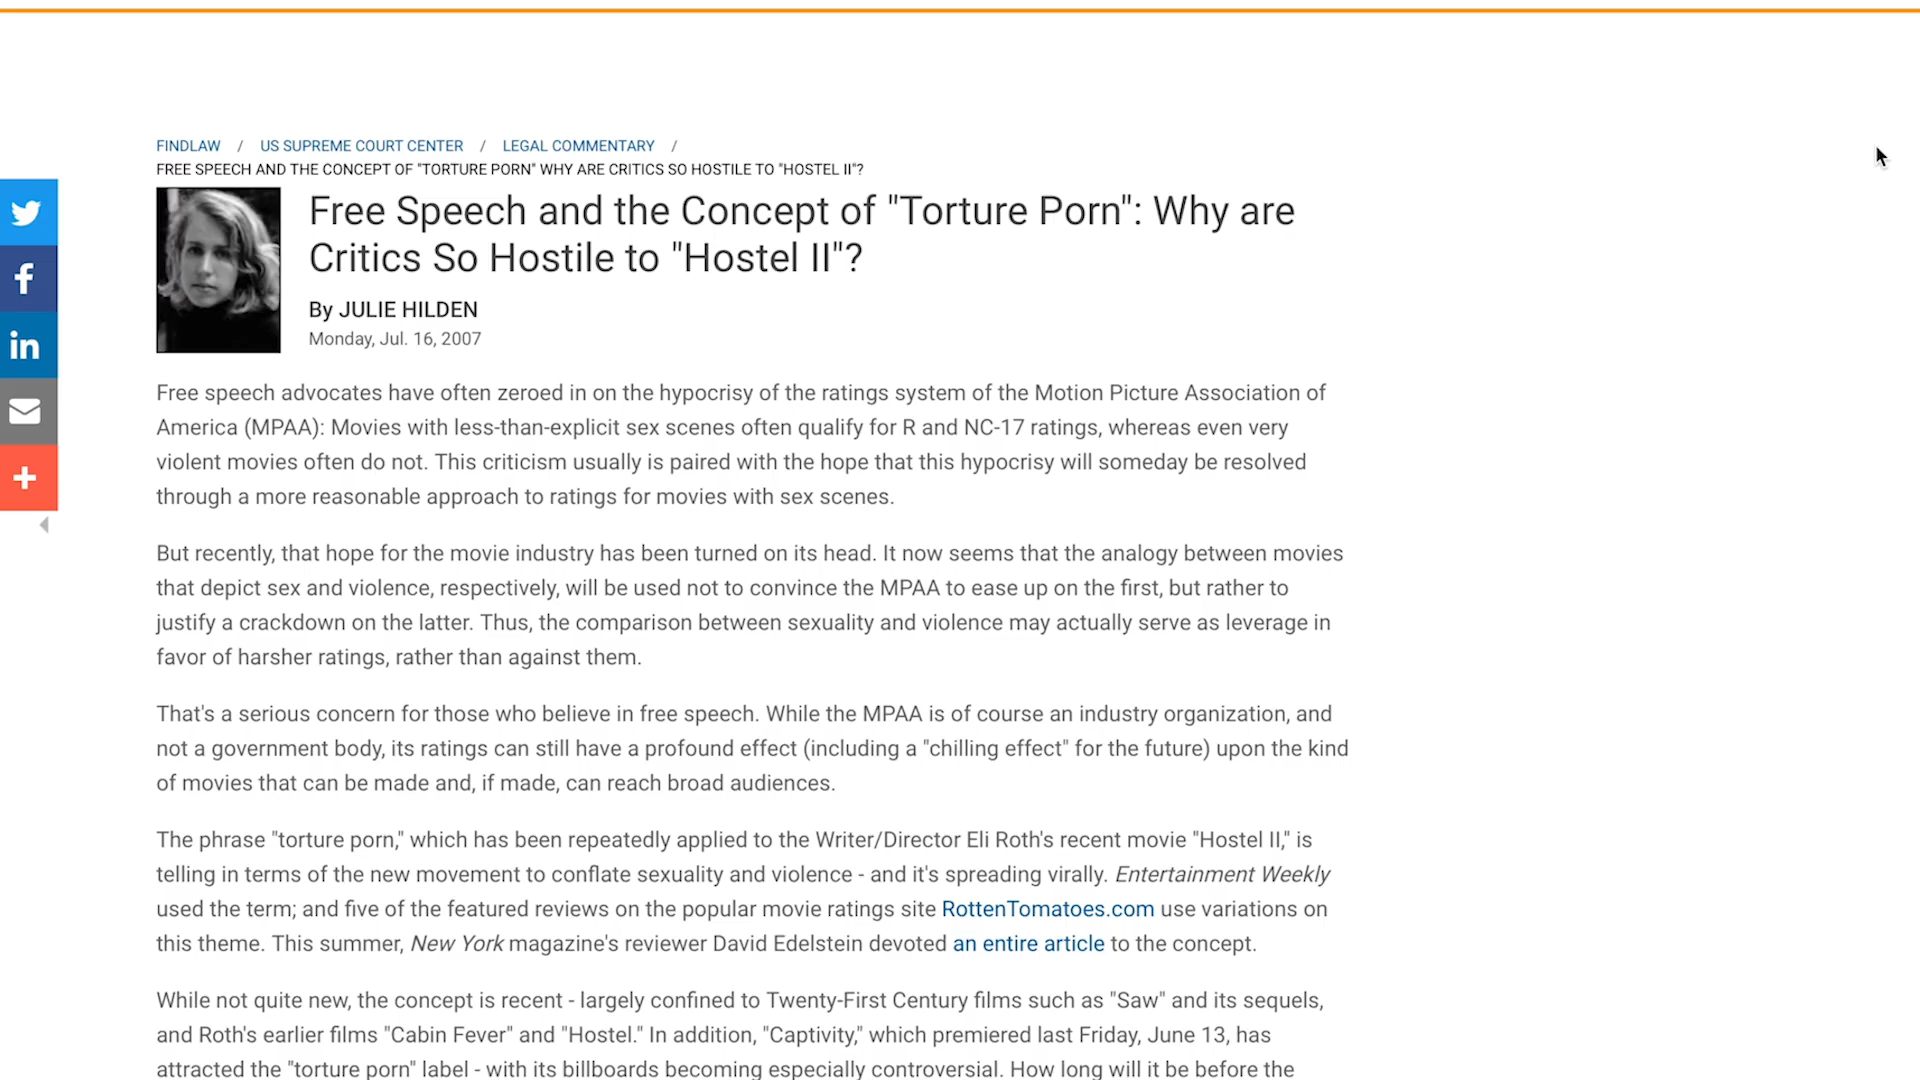 FINDLAW / US SUPREME COURT CENTER / LEGAL COMMENTARY /
FREE SPEECH AND THE CONCEPT OF "TORTURE PORN" WHY ARE CRITICS SO HOSTILE TO "HOSTEL II"?
Free Speech and the Concept of "Torture Porn": Why are
Critics So Hostile to "Hostel II"?
By JULIE HILDEN
Monday, Jul. 16, 2007
Free speech advocates have often zeroed in on the hypocrisy of the ratings system of the Motion Picture Association of
America (MPAA): Movies with less-than-explicit sex scenes often qualify for R and NC-17 ratings, whereas even very
violent movies often do not. This criticism usually is paired with the hope that this hypocrisy will someday be resolved
through a more reasonable approach to ratings for movies with sex scenes.
But recently, that hope for the movie industry has been turned on its head. It now seems that the analogy between movies
that depict sex and violence, respectively, will be used not to convince the MPAA to ease up on the first, but rather to
justify a crackdown on the latter. Thus, the comparison between sexuality and violence may actually serve as leverage in
favor of harsher ratings, rather than against them.
That's a serious concern for those who believe in free speech. While the MPAA is of course an industry organization, and
not a government body, its ratings can still have a profound effect (including a "chilling effect" for the future) upon the kind
of movies that can be made and, if made, can reach broad audiences.
The phrase "torture porn," which has been repeatedly applied to the Writer/Director Eli Roth's recent movie "Hostel II," is
telling in terms of the new movement to conflate sexuality and violence - and it's spreading virally. Entertainment Weekly
used the term; and five of the featured reviews on the popular movie ratings site RottenTomatoes.com use variations on
this theme. This summer, New York magazine's reviewer David Edelstein devoted an entire article to the concept.
While not quite new, the concept is recent - largely confined to Twenty-First Century films such as "Saw" and its sequels,
and Roth's earlier films "Cabin Fever" and "Hostel." In addition, "Captivity," which premiered last Friday, June 13, has
attracted the "torture porn" label - with its billboards becoming especially controversial. How long will it be before the